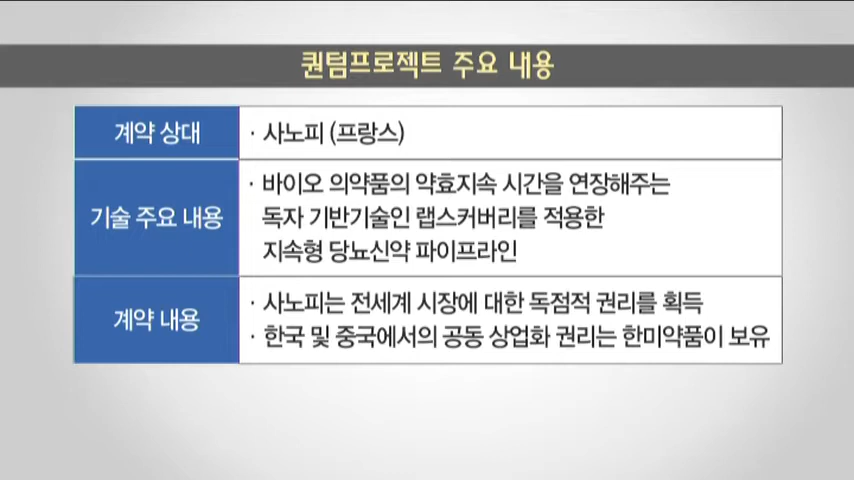 퀀텀프로젝트 주요 내용
계약 상대
· 사노피 (프랑스)
기술 주요 내용
· 바이오 의약품의 약효지속 시간을 연장해주는
독자 기반기술인 랩스커버리를 적용한
지속형 당뇨신약 파이프라인
계약 내용
· 사노피는 전세계 시장에 대한 독점적 권리를 획득
· 한국 및 중국에서의 공동 상업화 권리는 한미약품이 보유